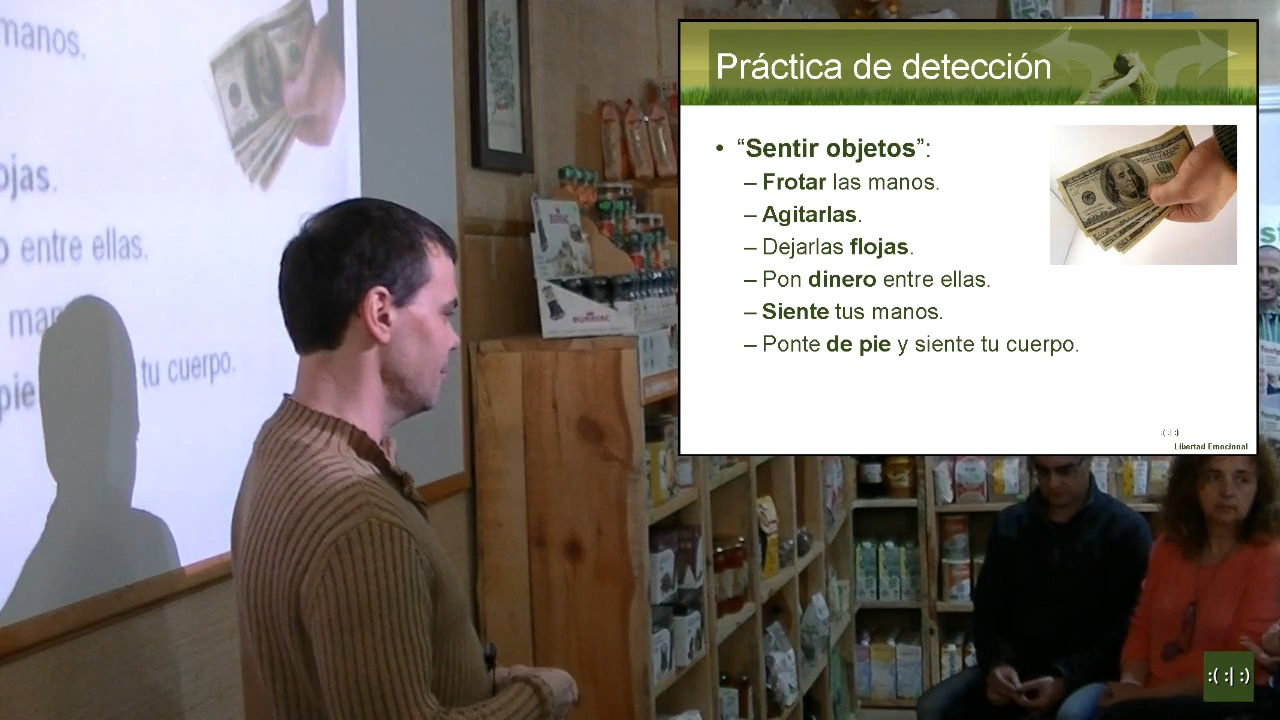 manos.
ojas.
o entre ellas.
pie
tu cuerpo.
Práctica de detección
• “Sentir objetos”:
– Frotar las manos.
– Agitarlas.
– Dejarlas flojas.
– Pon dinero entre ellas.
– Siente tus manos.
– Ponte de pie y siente tu cuerpo.
:( :| :)
Libertad Emocional
:( :| :)